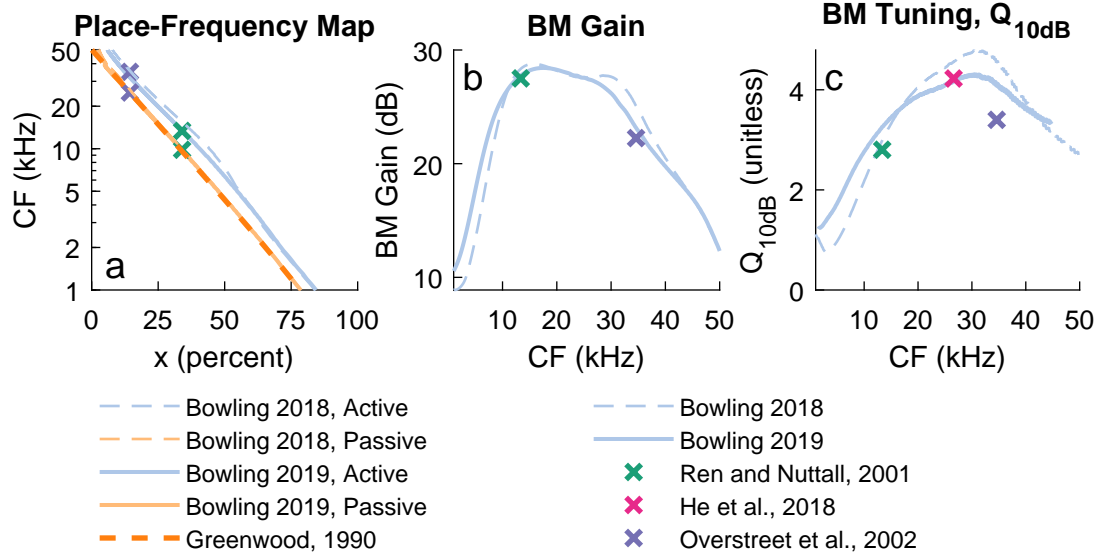 Place-Frequency Map
BM Gain
BM Tuning, Q10dB
50
20
10
5
2
1
CF (kHz)
a
0 25 50 75 100
x (percent)
30
20
10
BM Gain (dB)
b
10 20 30 40 50
CF (kHz)
4
2
0
Q10dB (unitless)
c
10 20 30 40 50
CF (kHz)
Bowling 2018, Active
Bowling 2018, Passive
Bowling 2019, Active
Bowling 2019, Passive
Greenwood, 1990
Bowling 2018
Bowling 2019
Ren and Nuttall, 2001
He et al., 2018
Overstreet et al., 2002